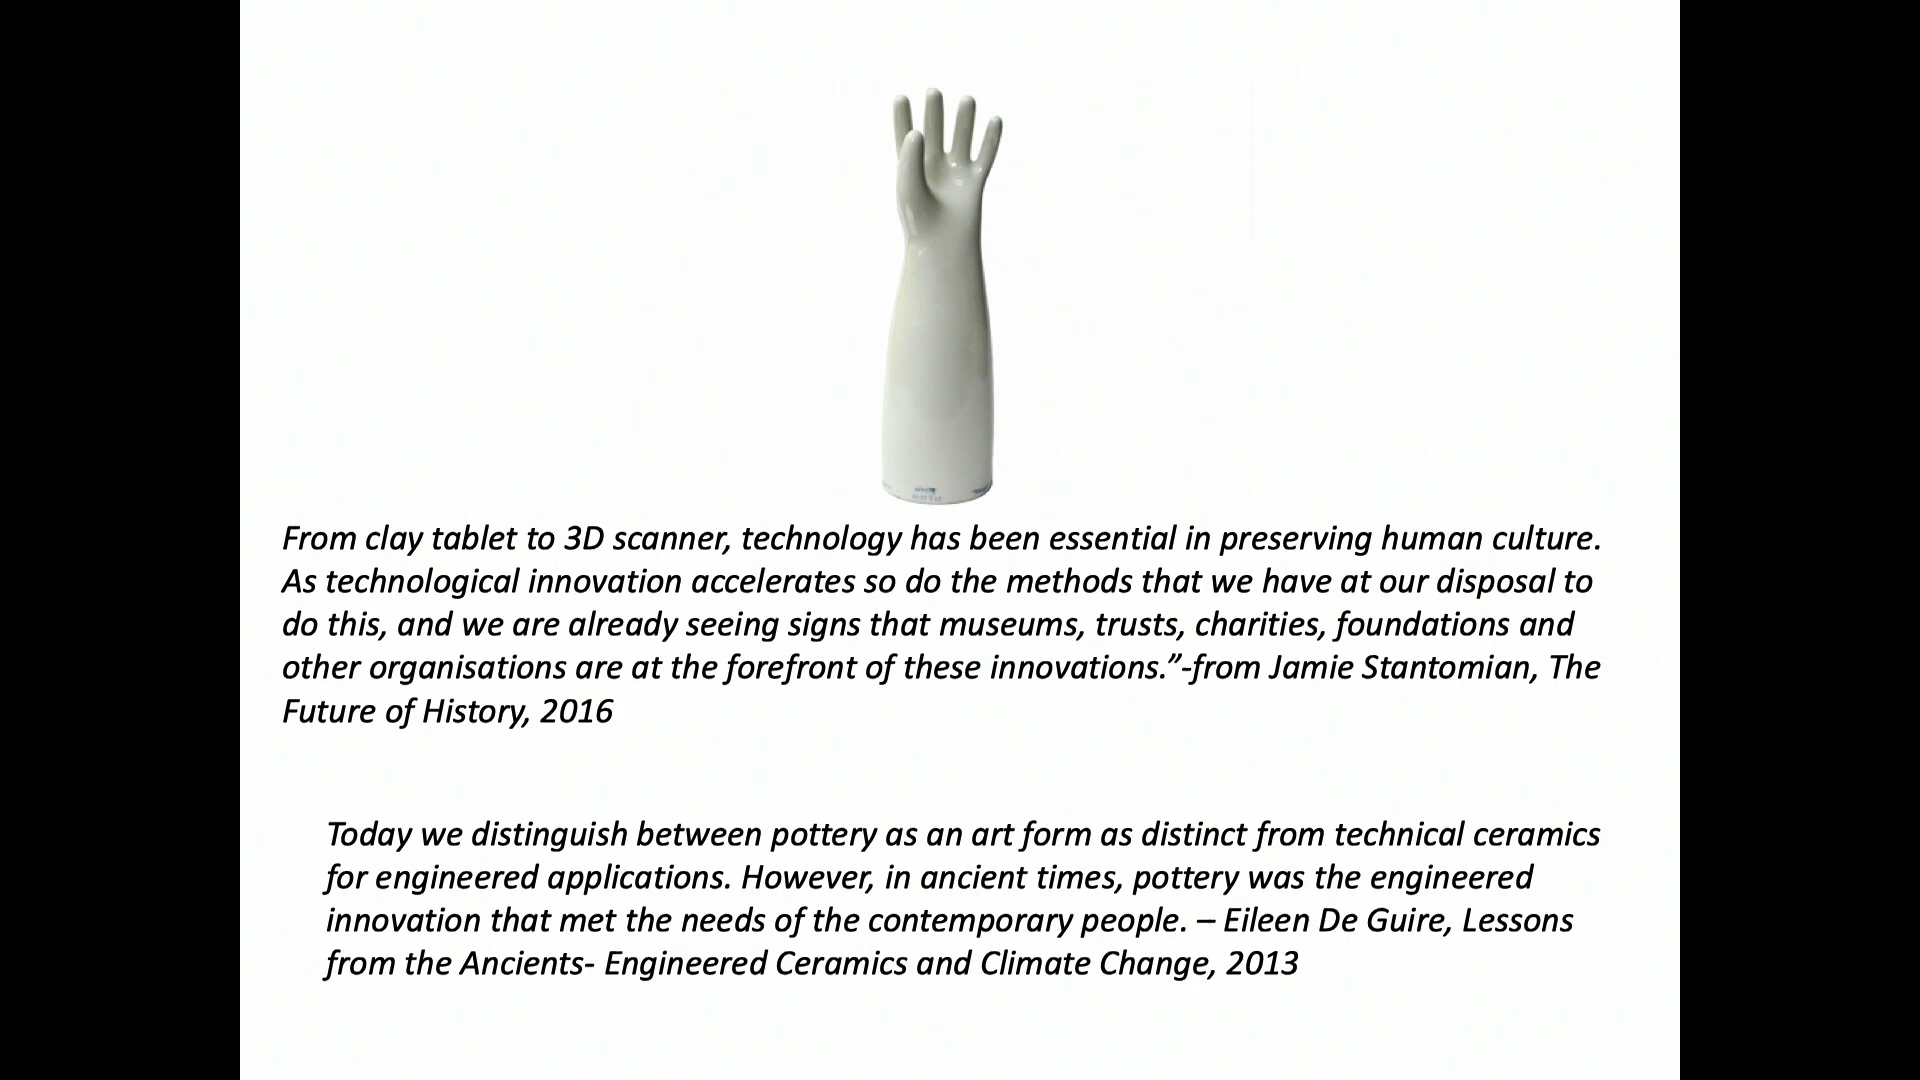 From clay tablet to 3D scanner, technology has been essential in preserving human culture.
As technological innovation accelerates so do the methods that we have at our disposal to
do this, and we are already seeing signs that museums, trusts, charities, foundations and
other organisations are at the forefront of these innovations.”-from Jamie Stantomian, The
Future of History, 2016
Today we distinguish between pottery as an art form as distinct from technical ceramics
for engineered applications. However, in ancient times, pottery was the engineered
innovation that met the needs of the contemporary people. – Eileen De Guire, Lessons
from the Ancients- Engineered Ceramics and Climate Change, 2013